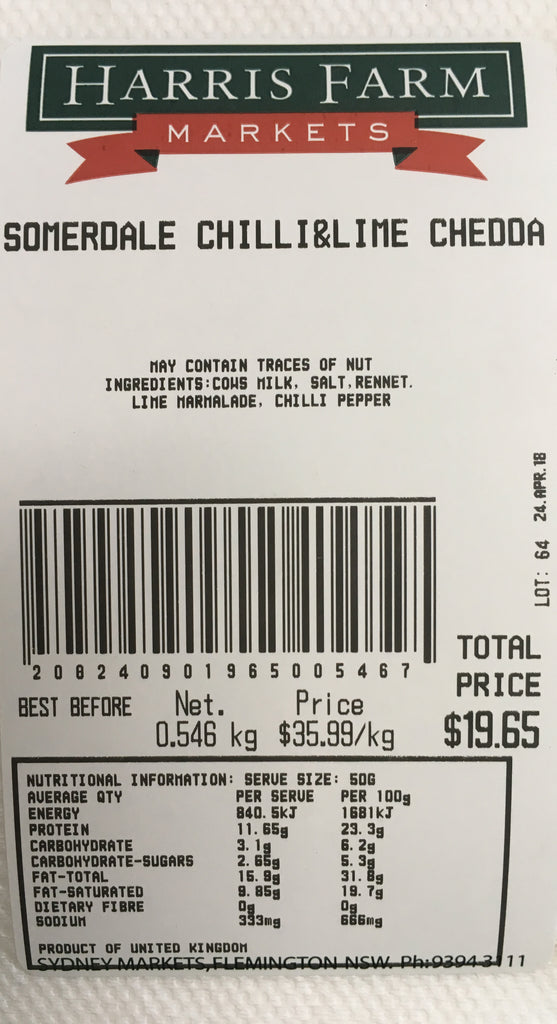 HARRIS FARM
MARKETS
SOMERDALE CHILLI&LIME CHEDDA
MAY CONTAIN TRACES OF NUT
INGREDIENTS:COWS MILK, SALT,RENNET.
LIME MARMALADE, CHILLI PEPPER
LOT: 64 24.APR.18
208240901965005467
BEST BEFORE Net. Price
0.546 kg $35.99/kg
TOTAL
PRICE
$19.65
NUTRITIONAL INFORMATION: SERVE SIZE: 50G
AVERAGE QTY PER SERVE PER 100g
ENERGY 840.5kJ 1681kJ
PROTEIN 11.65g 23.3g
CARBOHYDRATE 3.1g 6.2g
CARBOHYDRATE-SUGARS 2.65g 5.3g
FAT-TOTAL 15.9g 31.8g
FAT-SATURATED 9.85g 19.7g
DIETARY FIBRE 0g 0g
SODIUM 333mg 666mg
PRODUCT OF UNITED KINGDOM
SYDNEY MARKETS,FLEMINGTON NSW. Ph:9394 3111